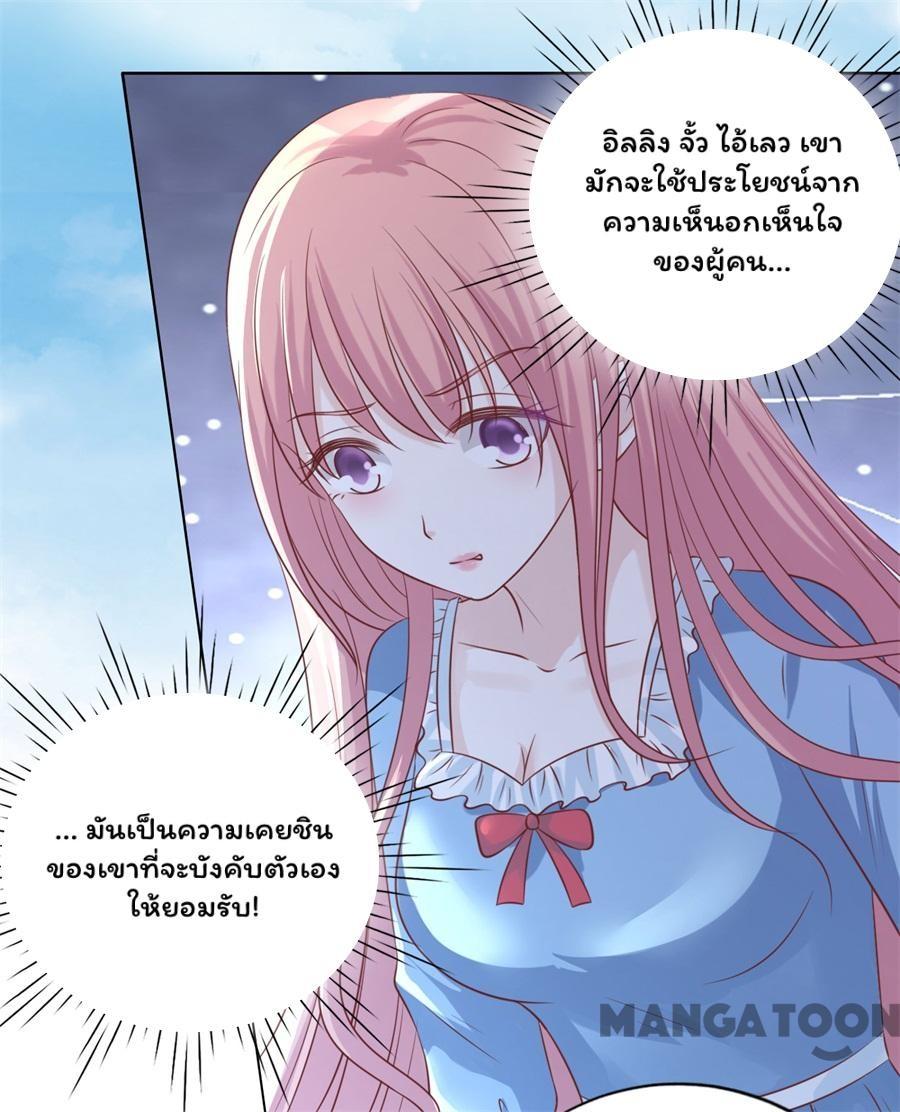 อิลลิง จั้ว ไอ้เลว เขา
มักจะใช้ประโยชน์จาก
ความเห็นอกเห็นใจ
ของผู้คน...
... มันเป็นความเคยชิน
ของเขาที่จะบังคับตัวเอง
ให้ยอมรับ!
MANGATOON